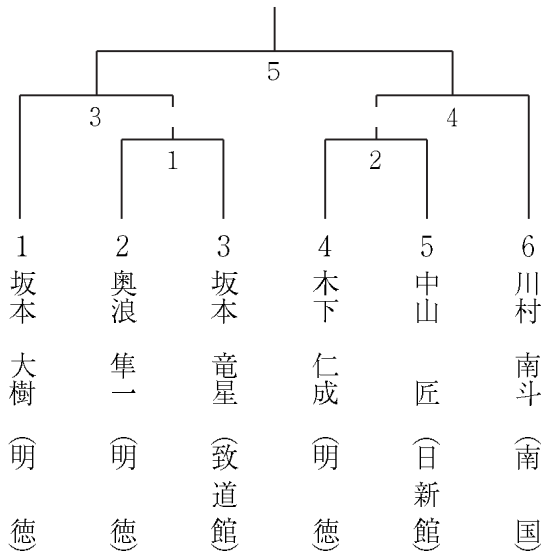 5
3
4
1
2
1 坂本 大樹 (明 徳)
2 奥浪 隼一 (明 徳)
3 坂本 竜星 (致道館)
4 木下 仁成 (明 徳)
5 中山 匠 (日新館)
6 川村 南斗 (南 国)